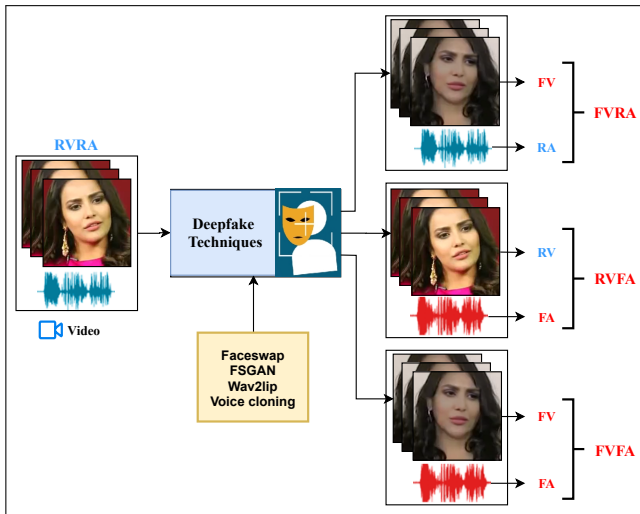 RVRA
Video
Deepfake
Techniques
Faceswap
FSGAN
Wav2lip
Voice cloning
FV
RA
FVRA
RV
FA
RVFA
FV
FA
FVFA